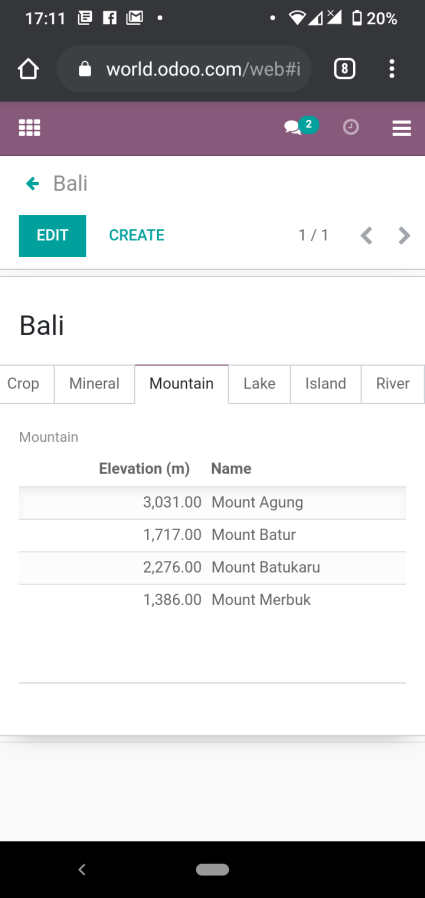 17:11
20%
world.odoo.com/web#i
8
2
Bali
EDIT CREATE 1 / 1
Bali
Crop Mineral Mountain Lake Island River
Mountain
Elevation (m) Name
3,031.00 Mount Agung
1,717.00 Mount Batur
2,276.00 Mount Batukaru
1,386.00 Mount Merbuk